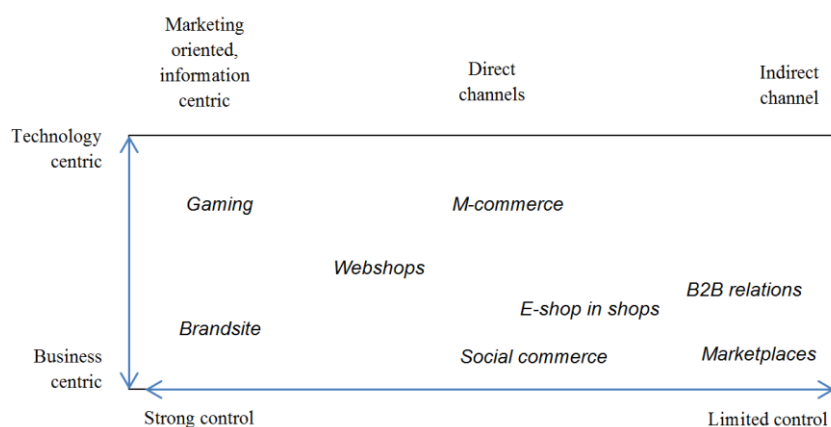 Marketing
oriented,
information
centric
Direct
channels
Indirect
channel
Technology
centric
Gaming
M-commerce
Webshops
B2B relations
E-shop in shops
Brandsite
Social commerce
Marketplaces
Business
centric
Strong control
Limited control